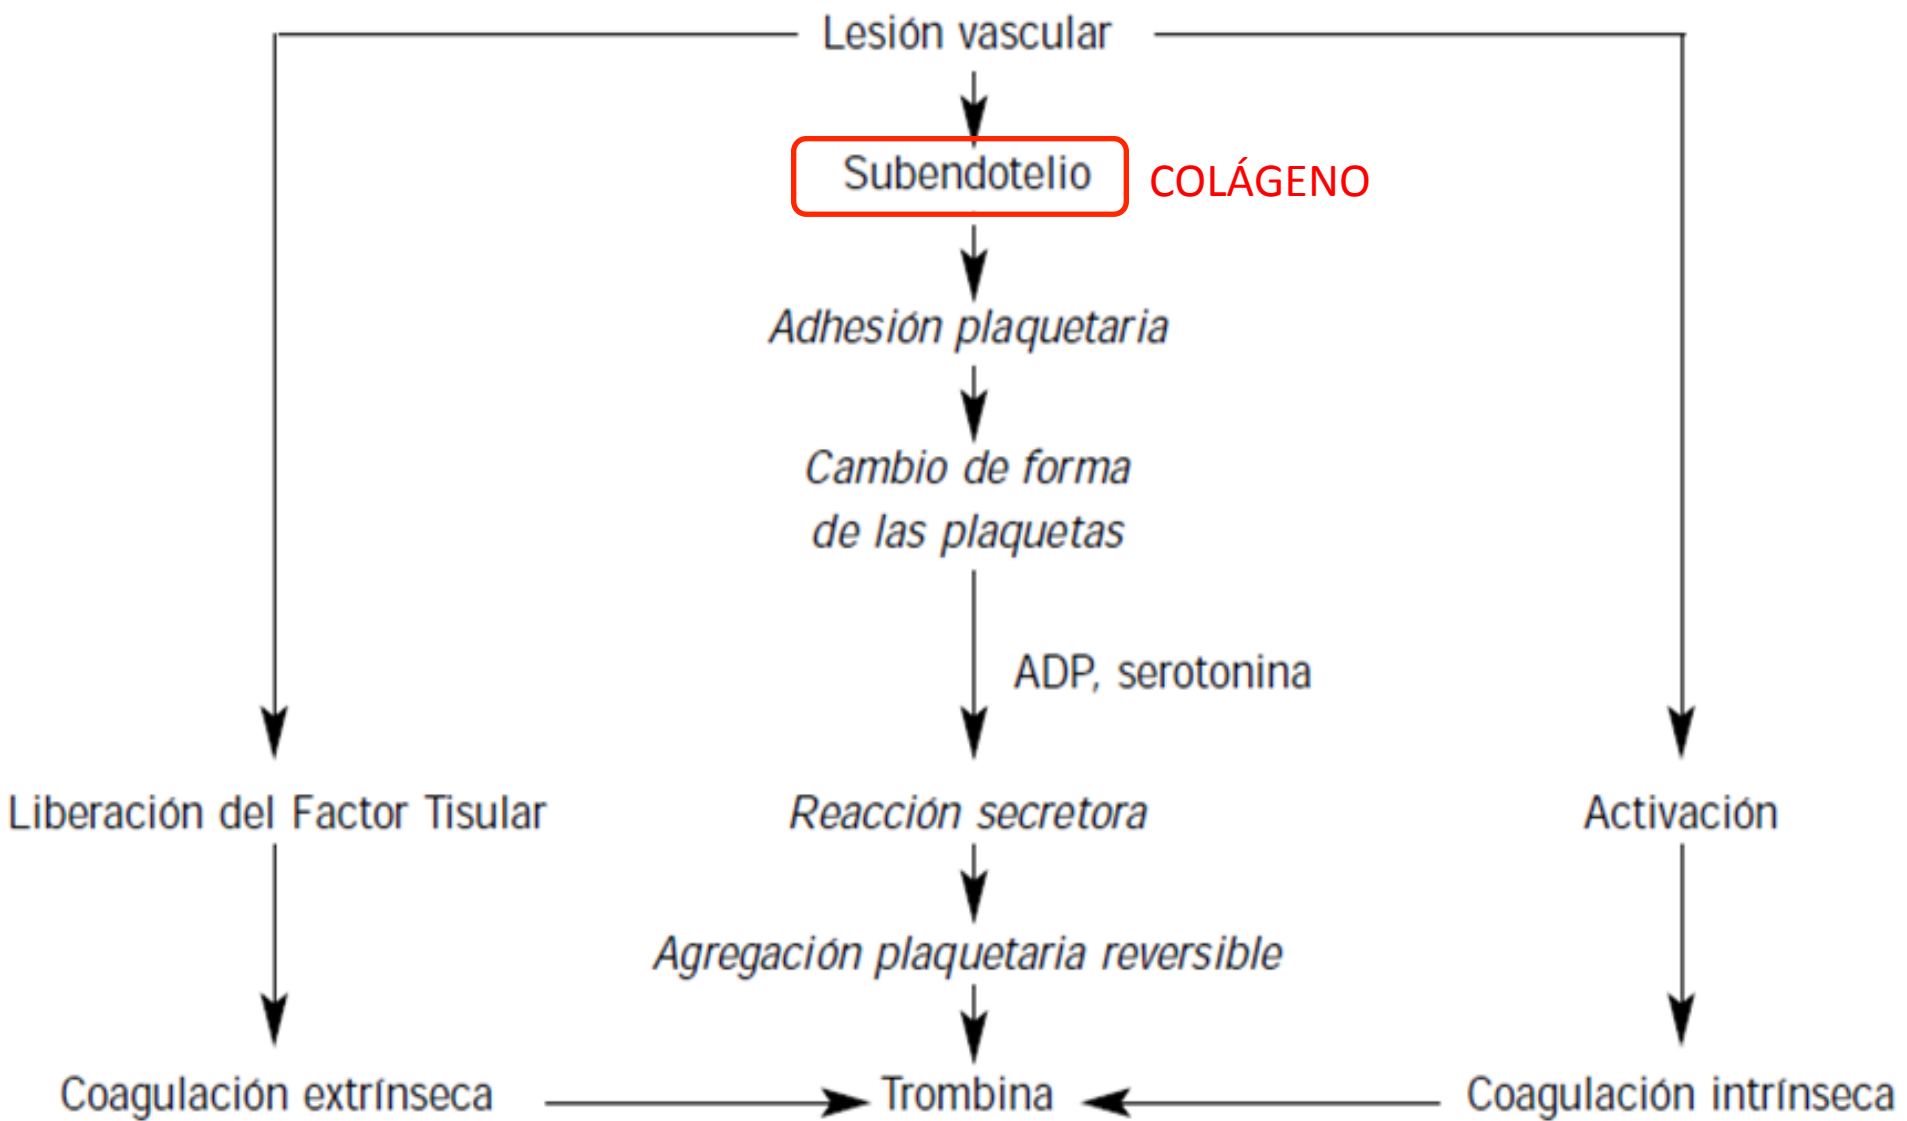 Lesión vascular
Subendotelio COLÁGENO
Adhesión plaquetaria
Cambio de forma
de las plaquetas
ADP, serotonina
Liberación del Factor Tisular
Reacción secretora
Activación
Agregación plaquetaria reversible
Coagulación extrínseca
Trombina
Coagulación intrínseca